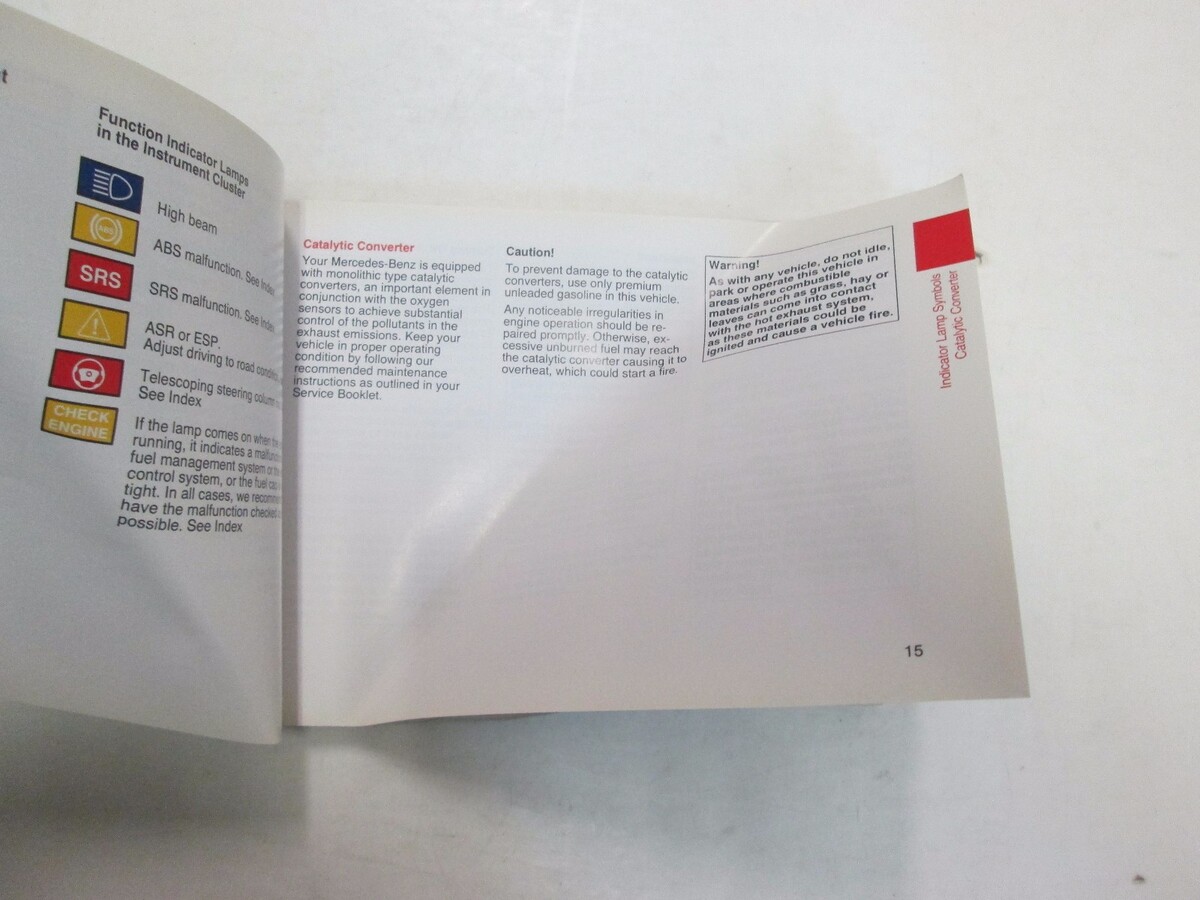 t
Function Indicator Lamps
in the Instrument Cluster
High beam
ABS
ABS malfunction. See Index
SRS
SRS malfunction. See Index
ASR or ESP.
Adjust driving to road
Telescoping steering
See Index
CHECK
ENGINE
If the lamp comes on when
running, it indicates a
fuel management system or
control system, or the fuel
tight. In all cases, we
have the malfunction checked
possible. See Index
Catalytic Converter
Your Mercedes-Benz is equipped
with monolithic type catalytic
converters, an important element in
conjunction with the oxygen
sensors to achieve substantial
control of the pollutants in the
exhaust emissions. Keep your
vehicle in proper operating
condition by following our
recommended maintenance
instructions as outlined in your
Service Booklet.
Caution!
To prevent damage to the catalytic
converters, use only premium
unleaded gasoline in this vehicle.
Any noticeable irregularities in
engine operation should be re-
paired promptly. Otherwise, ex-
cessive unburned fuel may reach
the catalytic converter causing it to
overheat, which could start a fire.
Warning!
As with any vehicle, do not idle,
park or operate this vehicle in
areas where combustible
materials such as grass, hay or
leaves can come into contact
with the hot exhaust system,
as these materials could be
ignited and cause a vehicle fire.
Indicator Lamp Symbols
Catalytic Converter
15